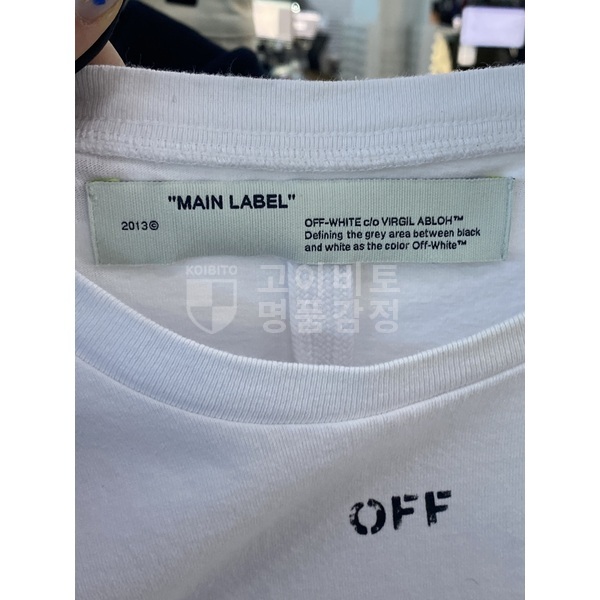 "MAIN LABEL"
2013©
OFF-WHITE c/o VIRGIL ABLOH™
Defining the grey area between black
and white as the color Off-White™
KOIBITO
고이비토
명품감정
OFF